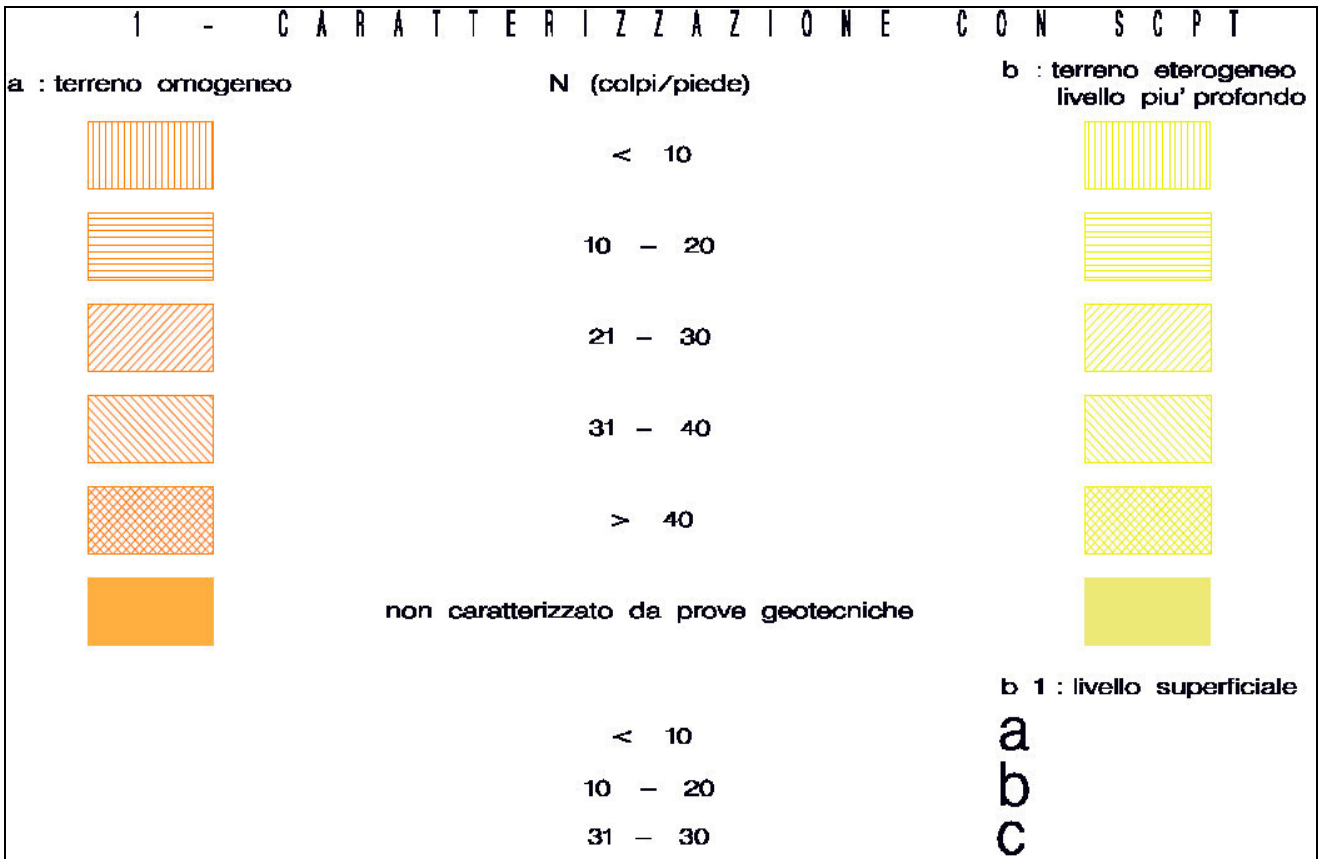 1 - CARATTERIZZAZIONE CON SCPT
a : terreno omogeneo
N (colpi/piede)
b : terreno eterogeneo
livello piu' profondo
< 10
10 – 20
21 – 30
31 – 40
> 40
non caratterizzato da prove geotecniche
b 1 : livello superficiale
< 10 a
10 – 20 b
31 – 30 c